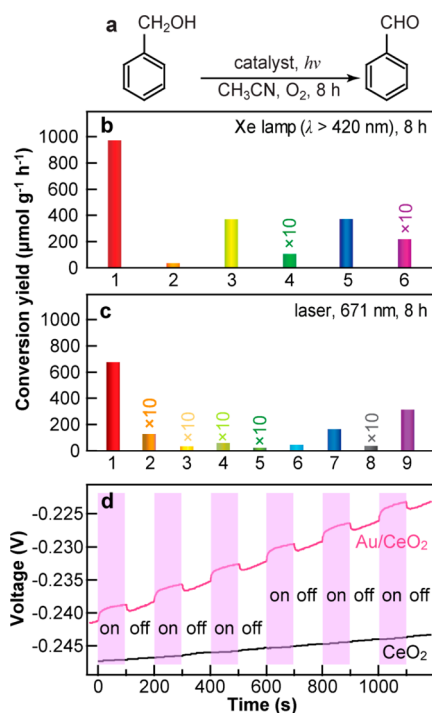 a
CH₂OH
CHO
catalyst, hν
CH₃CN, O₂, 8 h
b
Xe lamp (λ > 420 nm), 8 h
Conversion yield (μmol g⁻¹ h⁻¹)
1000
800
600
400
200
0
×10
×10
1 2 3 4 5 6
c
laser, 671 nm, 8 h
1000
800
600
400
200
0
×10
×10
×10
×10
×10
1 2 3 4 5 6 7 8 9
d
Voltage (V)
-0.225
-0.230
-0.235
-0.240
-0.245
Au/CeO₂
on off on off on off
on off on off on off
CeO₂
0 200 400 600 800 1000
Time (s)